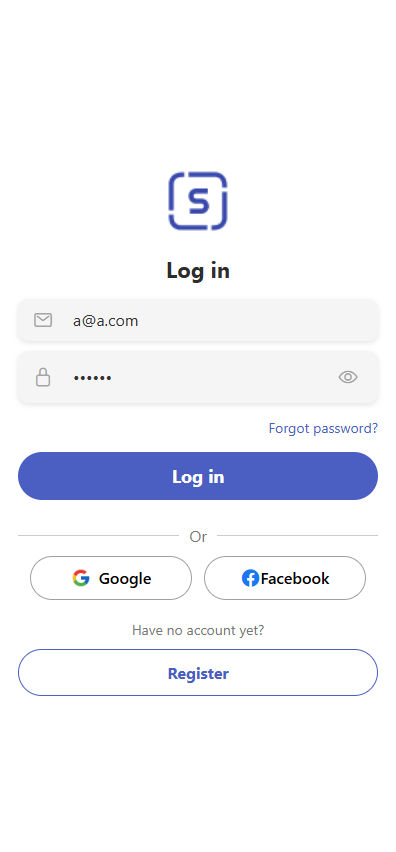 S
Log in
a@a.com
••••••
Forgot password?
Log in
Or
Google
Facebook
Have no account yet?
Register